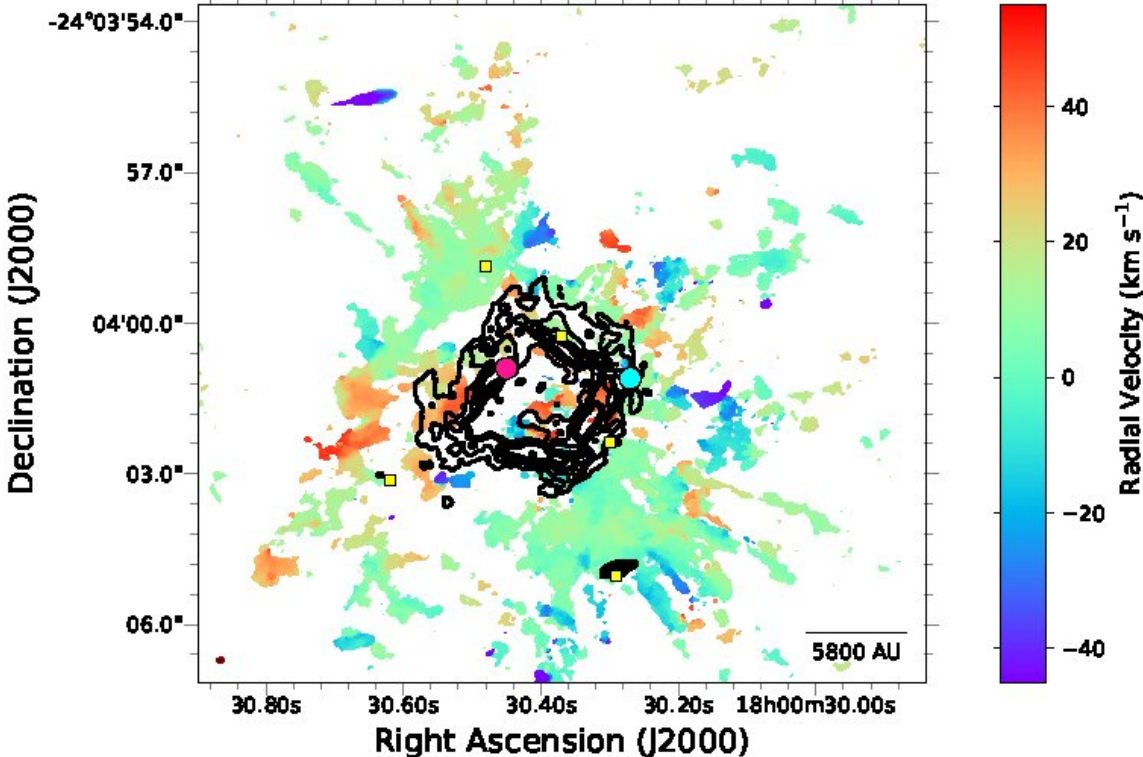 -24°03'54.0"
57.0"
04'00.0"
03.0"
06.0"
Declination (J2000)
30.80s 30.60s 30.40s 30.20s 18h00m30.00s
Right Ascension (J2000)
5800 AU
40
20
0
−20
−40
Radial Velocity (km s⁻¹)